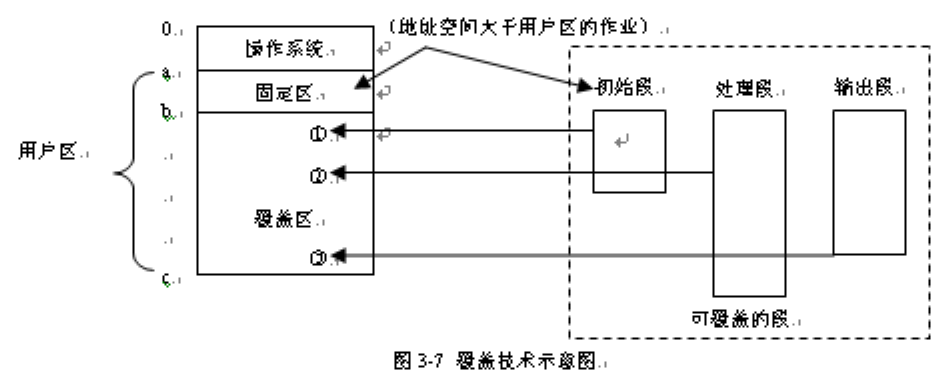 0
（地址空间大于用户区的作业）
操作系统
a
固定区
初始段
处理段
输出段
b
①
用户区
②
覆盖区
③
c
可覆盖的段
图 3-7 覆盖技术示意图